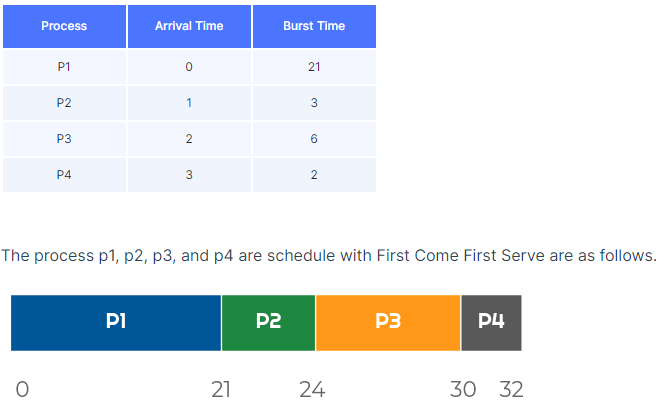 Process Arrival Time Burst Time
P1 0 21
P2 1 3
P3 2 6
P4 3 2
The process p1, p2, p3, and p4 are schedule with First Come First Serve are as follows.
P1 P2 P3 P4
0 21 24 30 32